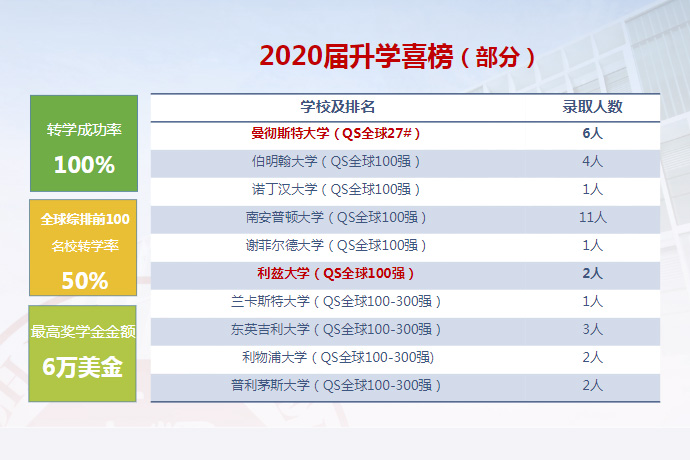 2020届升学喜榜（部分）
转学成功率
100%
全球综排前100
名校转学率
50%
最高奖学金金额
6万美金
学校及排名 录取人数
曼彻斯特大学（QS全球27#） 6人
伯明翰大学（QS全球100强） 4人
诺丁汉大学（QS全球100强） 1人
南安普顿大学（QS全球100强） 11人
谢菲尔德大学（QS全球100强） 1人
利兹大学（QS全球100强） 2人
兰卡斯特大学（QS全球100-300强） 1人
东英吉利大学（QS全球100-300强） 3人
利物浦大学（QS全球100-300强) 2人
普利茅斯大学（QS全球100-300强） 2人